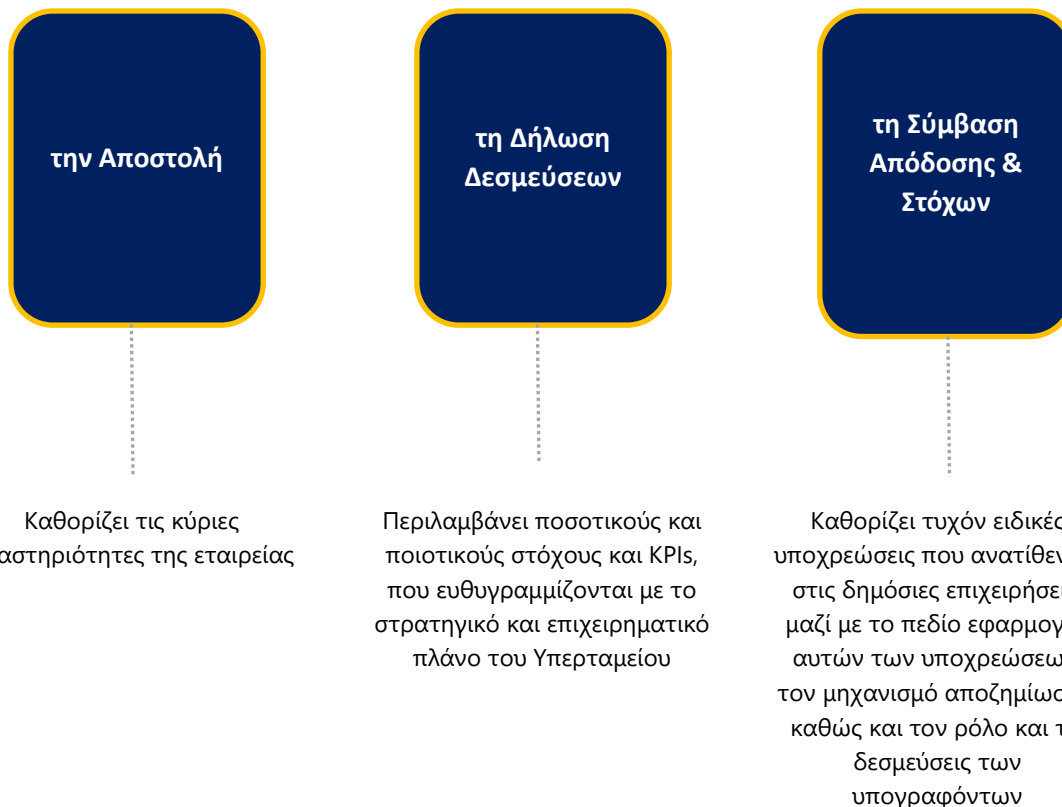 την Αποστολή
τη Δήλωση
Δεσμεύσεων
τη Σύμβαση
Απόδοσης &
Στόχων
Καθορίζει τις κύριες
αστηριότητες της εταιρείας
Περιλαμβάνει ποσοτικούς και
ποιοτικούς στόχους και KPIs,
που ευθυγραμμίζονται με το
στρατηγικό και επιχειρηματικό
πλάνο του Υπερταμείου
Καθορίζει τυχόν ειδικές
υποχρεώσεις που ανατίθεν
στις δημόσιες επιχειρήσει
μαζί με το πεδίο εφαρμογ
αυτών των υποχρεώσεω
τον μηχανισμό αποζημίωσ
καθώς και τον ρόλο και τ
δεσμεύσεις των
υπογραφόντων